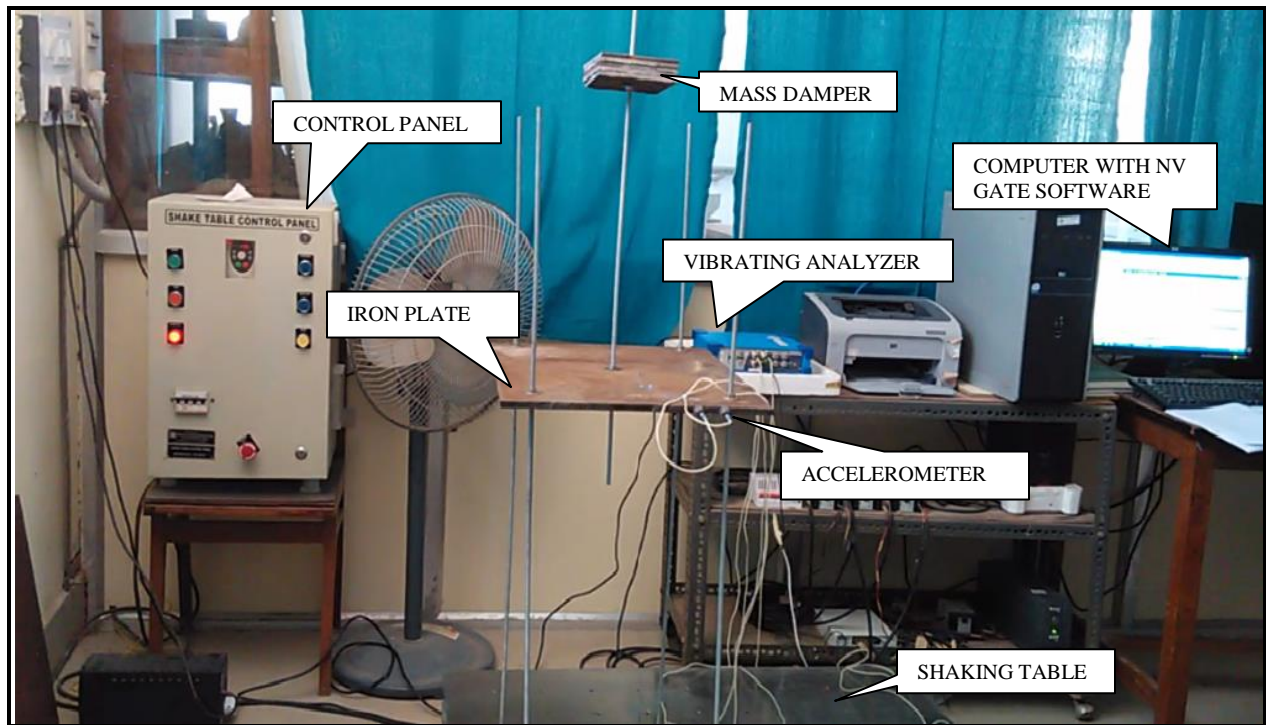 MASS DAMPER
CONTROL PANEL
COMPUTER WITH NV
GATE SOFTWARE
SHAKE TABLE CONTROL PANEL
VIBRATING ANALYZER
IRON PLATE
ACCELEROMETER
SHAKING TABLE